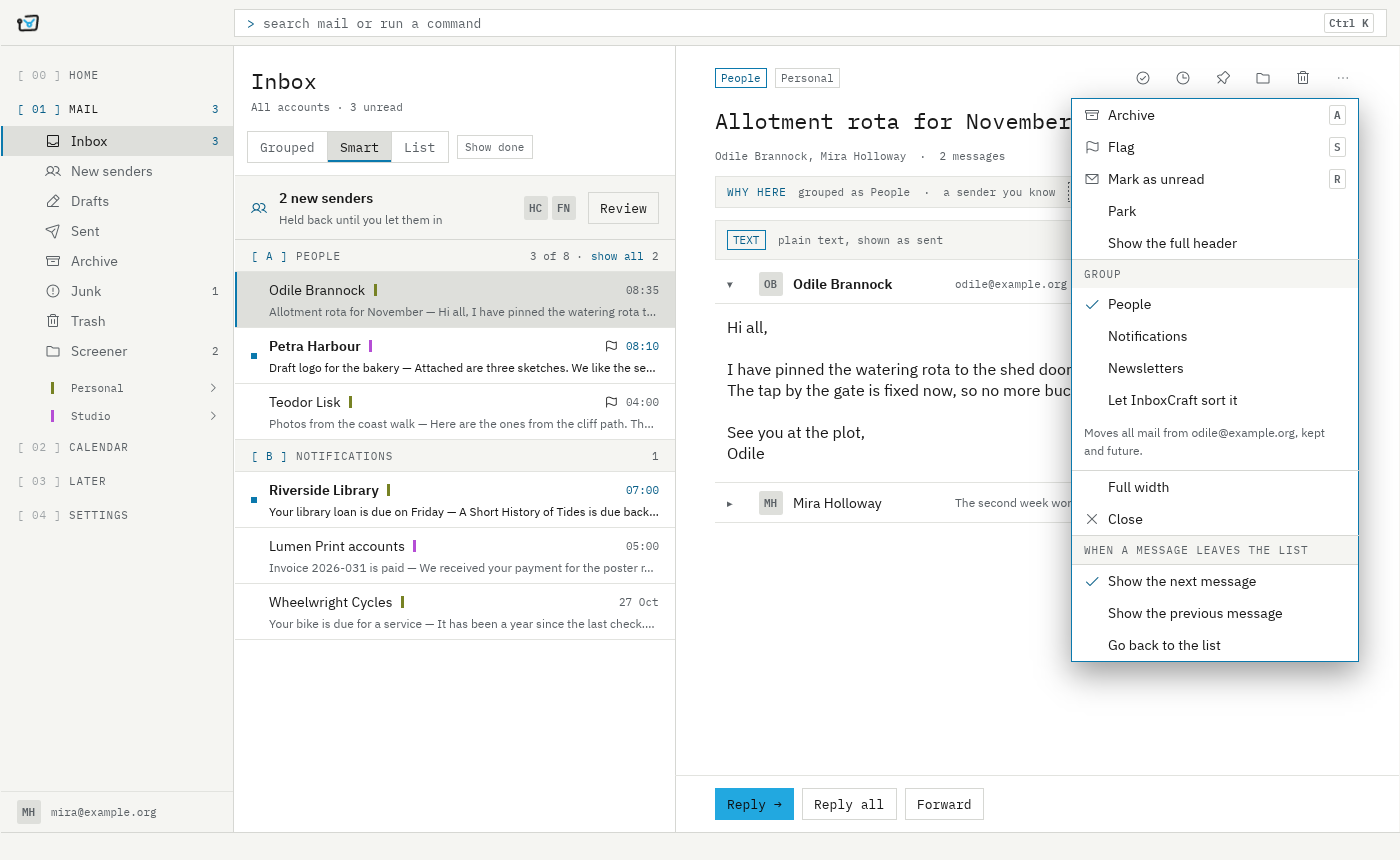 > search mail or run a command
Ctrl K
[ 00 ] HOME
[ 01 ] MAIL 3
Inbox 3
New senders
Drafts
Sent
Archive
Junk 1
Trash
Screener 2
Personal
Studio
[ 02 ] CALENDAR
[ 03 ] LATER
[ 04 ] SETTINGS
MH mira@example.org
Inbox
All accounts · 3 unread
Grouped Smart List Show done
2 new senders
Held back until you let them in
HC FN Review
[ A ] PEOPLE 3 of 8 · show all 2
Odile Brannock 08:35
Allotment rota for November — Hi all, I have pinned the watering rota t…
Petra Harbour 08:10
Draft logo for the bakery — Attached are three sketches. We like the se…
Teodor Lisk 04:00
Photos from the coast walk — Here are the ones from the cliff path. Th…
[ B ] NOTIFICATIONS 1
Riverside Library 07:00
Your library loan is due on Friday — A Short History of Tides is due back…
Lumen Print accounts 05:00
Invoice 2026-031 is paid — We received your payment for the poster r…
Wheelwright Cycles 27 Oct
Your bike is due for a service — It has been a year since the last check.…
People Personal
Allotment rota for November
Odile Brannock, Mira Holloway · 2 messages
WHY HERE grouped as People · a sender you know
TEXT plain text, shown as sent
OB Odile Brannock odile@example.org
Hi all,
I have pinned the watering rota to the shed door
The tap by the gate is fixed now, so no more buc
See you at the plot,
Odile
MH Mira Holloway The second week wor
Reply → Reply all Forward
Archive A
Flag S
Mark as unread R
Park
Show the full header
GROUP
People
Notifications
Newsletters
Let InboxCraft sort it
Moves all mail from odile@example.org, kept
and future.
Full width
Close
WHEN A MESSAGE LEAVES THE LIST
Show the next message
Show the previous message
Go back to the list